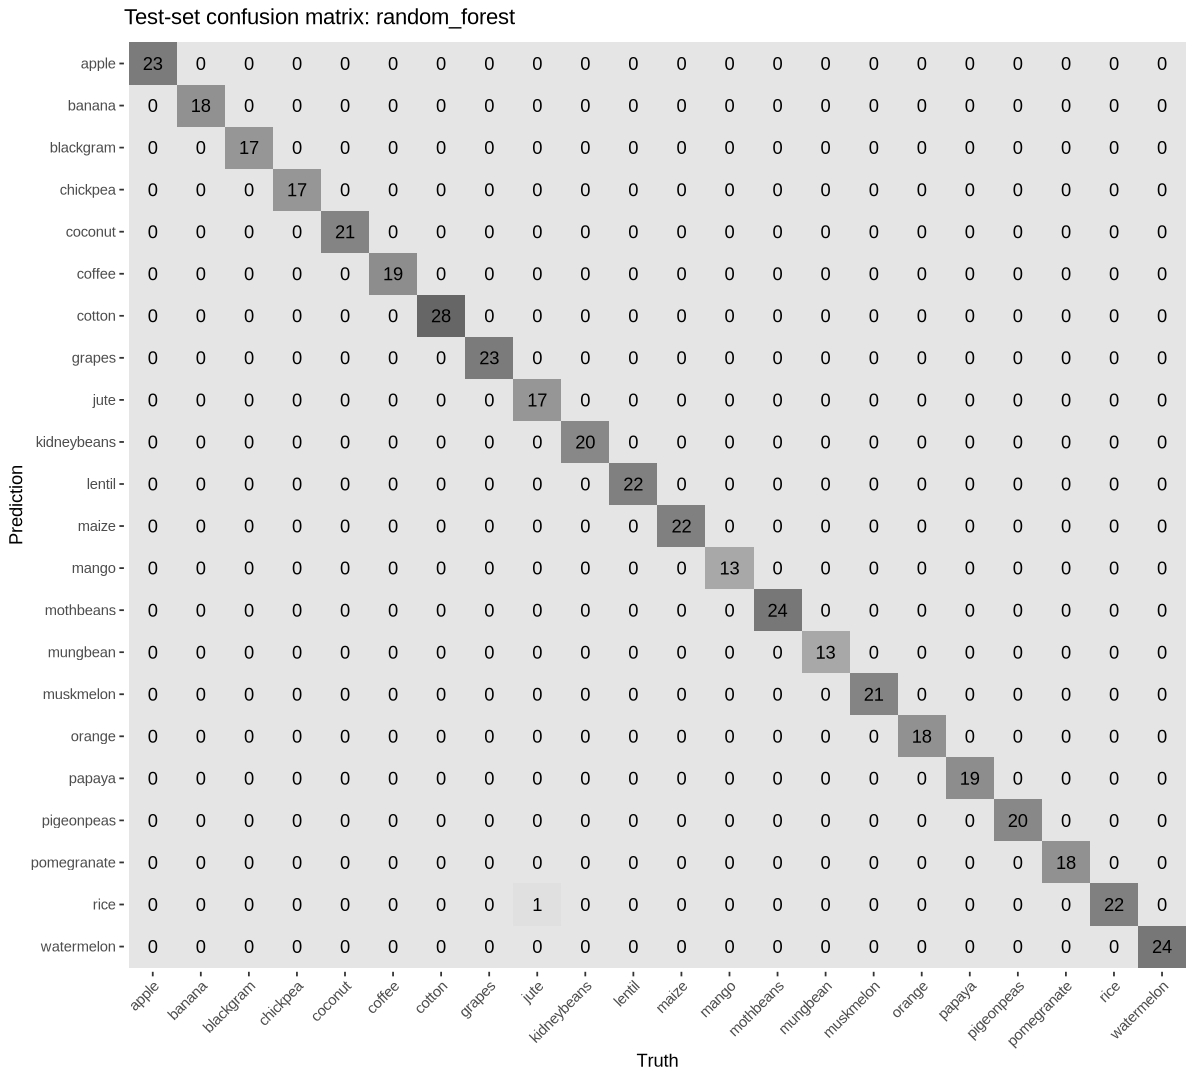 Test-set confusion matrix: random_forest
apple 23 0 0 0 0 0 0 0 0 0 0 0 0 0 0 0 0 0 0 0 0 0
banana 0 18 0 0 0 0 0 0 0 0 0 0 0 0 0 0 0 0 0 0 0 0
blackgram 0 0 17 0 0 0 0 0 0 0 0 0 0 0 0 0 0 0 0 0 0 0
chickpea 0 0 0 17 0 0 0 0 0 0 0 0 0 0 0 0 0 0 0 0 0 0
coconut 0 0 0 0 21 0 0 0 0 0 0 0 0 0 0 0 0 0 0 0 0 0
coffee 0 0 0 0 0 19 0 0 0 0 0 0 0 0 0 0 0 0 0 0 0 0
cotton 0 0 0 0 0 0 28 0 0 0 0 0 0 0 0 0 0 0 0 0 0 0
grapes 0 0 0 0 0 0 0 23 0 0 0 0 0 0 0 0 0 0 0 0 0 0
jute 0 0 0 0 0 0 0 0 17 0 0 0 0 0 0 0 0 0 0 0 0 0
kidneybeans 0 0 0 0 0 0 0 0 0 20 0 0 0 0 0 0 0 0 0 0 0 0
lentil 0 0 0 0 0 0 0 0 0 0 22 0 0 0 0 0 0 0 0 0 0 0
maize 0 0 0 0 0 0 0 0 0 0 0 22 0 0 0 0 0 0 0 0 0 0
mango 0 0 0 0 0 0 0 0 0 0 0 0 13 0 0 0 0 0 0 0 0 0
mothbeans 0 0 0 0 0 0 0 0 0 0 0 0 0 24 0 0 0 0 0 0 0 0
mungbean 0 0 0 0 0 0 0 0 0 0 0 0 0 0 13 0 0 0 0 0 0 0
muskmelon 0 0 0 0 0 0 0 0 0 0 0 0 0 0 0 21 0 0 0 0 0 0
orange 0 0 0 0 0 0 0 0 0 0 0 0 0 0 0 0 18 0 0 0 0 0
papaya 0 0 0 0 0 0 0 0 0 0 0 0 0 0 0 0 0 19 0 0 0 0
pigeonpeas 0 0 0 0 0 0 0 0 0 0 0 0 0 0 0 0 0 0 20 0 0 0
pomegranate 0 0 0 0 0 0 0 0 0 0 0 0 0 0 0 0 0 0 0 18 0 0
rice 0 0 0 0 0 0 0 0 1 0 0 0 0 0 0 0 0 0 0 0 22 0
watermelon 0 0 0 0 0 0 0 0 0 0 0 0 0 0 0 0 0 0 0 0 0 24
Prediction
apple banana blackgram chickpea coconut coffee cotton grapes jute kidneybeans lentil maize mango mothbeans mungbean muskmelon orange papaya pigeonpeas pomegranate rice watermelon
Truth